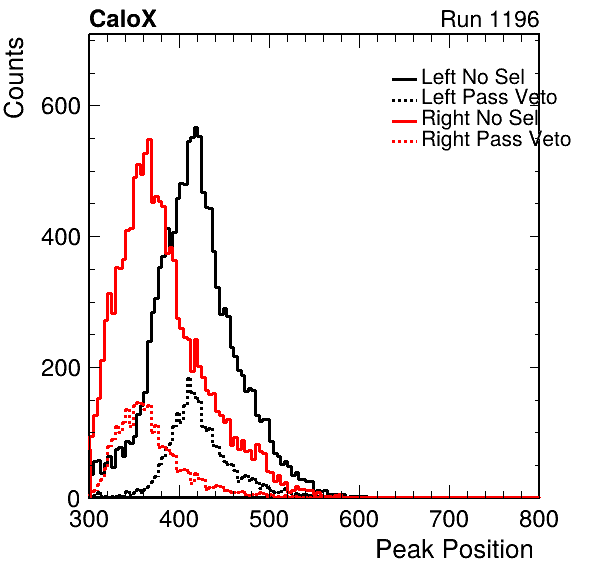 CaloX Run 1196
Counts
Left No Sel
Left Pass Veto
Right No Sel
Right Pass Veto
600
400
200
0
300 400 500 600 700 800
Peak Position